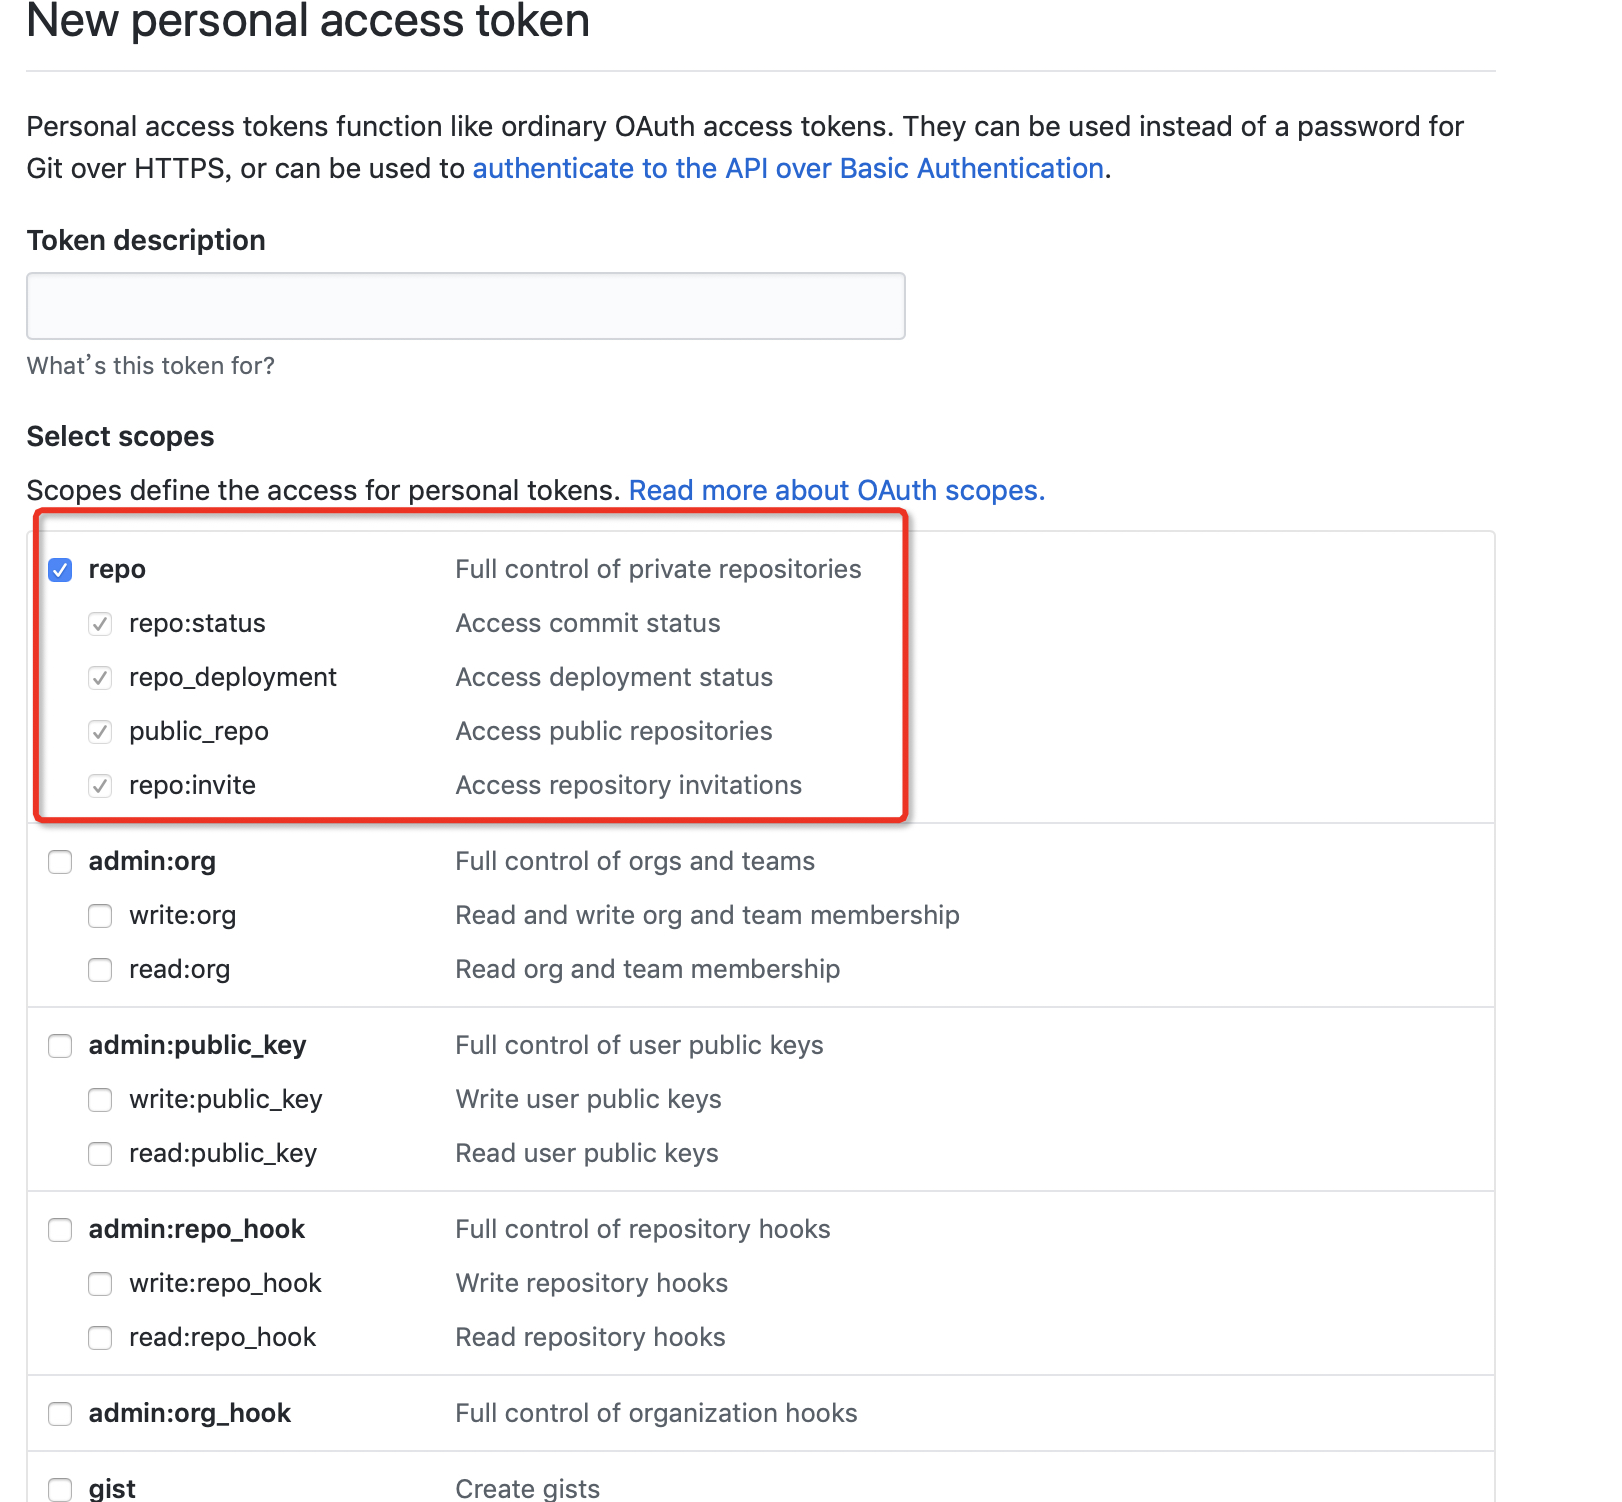 New personal access token
Personal access tokens function like ordinary OAuth access tokens. They can be used instead of a password for
Git over HTTPS, or can be used to authenticate to the API over Basic Authentication.
Token description
What's this token for?
Select scopes
Scopes define the access for personal tokens. Read more about OAuth scopes.
repo Full control of private repositories
repo:status Access commit status
repo_deployment Access deployment status
public_repo Access public repositories
repo:invite Access repository invitations
admin:org Full control of orgs and teams
write:org Read and write org and team membership
read:org Read org and team membership
admin:public_key Full control of user public keys
write:public_key Write user public keys
read:public_key Read user public keys
admin:repo_hook Full control of repository hooks
write:repo_hook Write repository hooks
read:repo_hook Read repository hooks
admin:org_hook Full control of organization hooks
gist Create gists